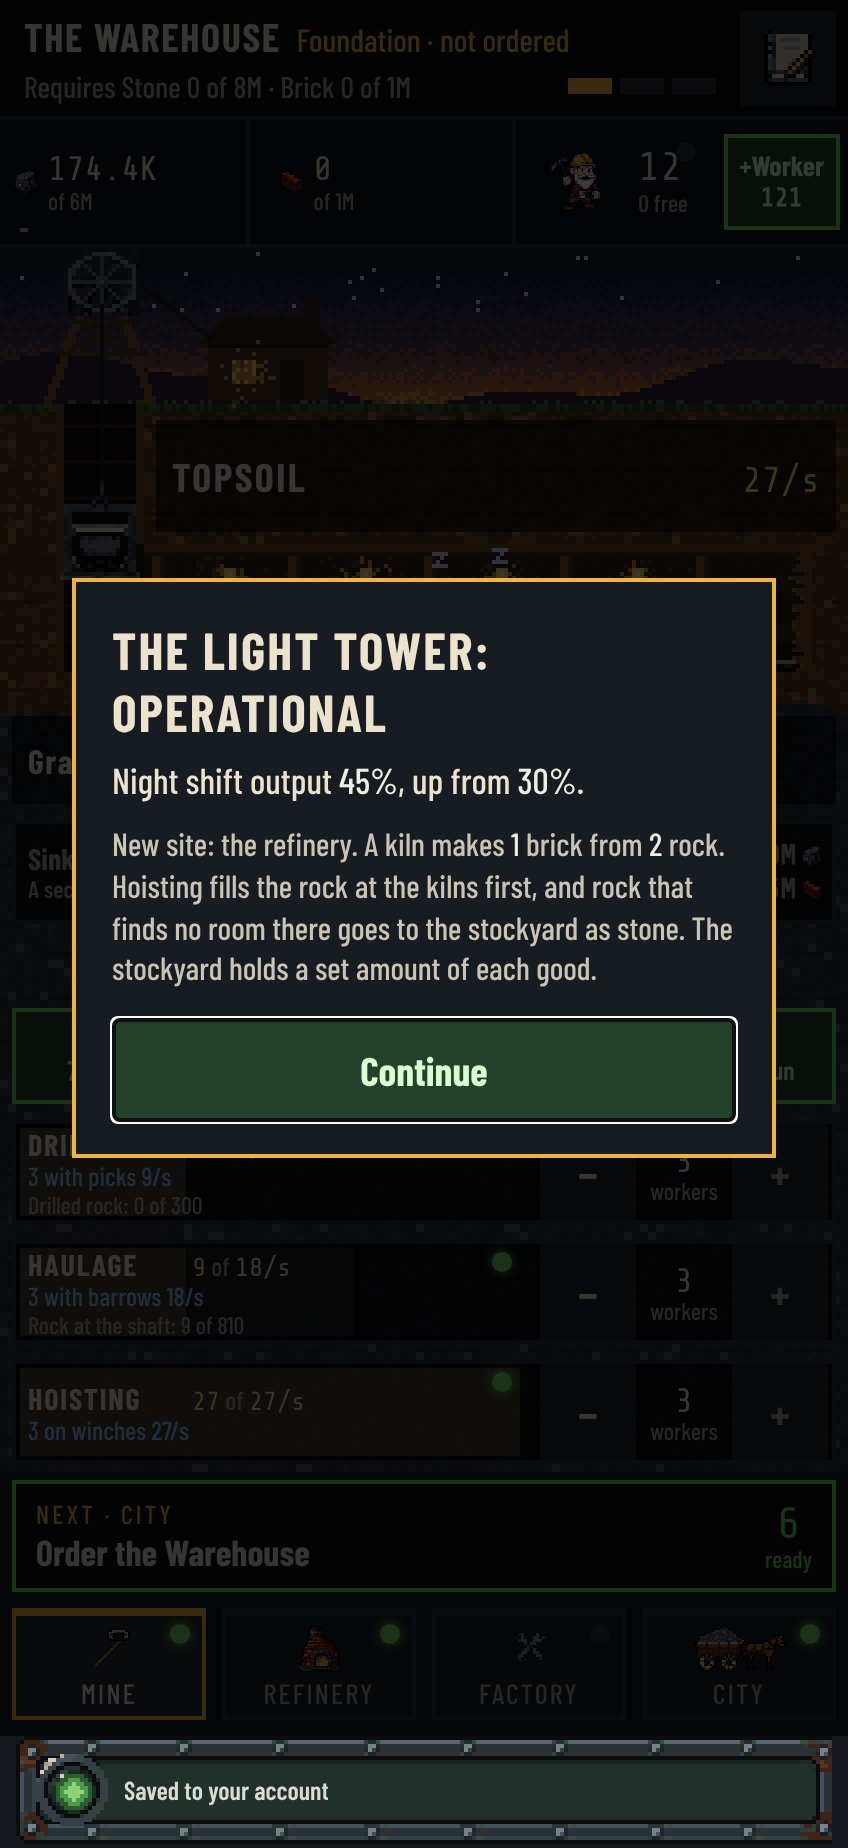 THE WAREHOUSE Foundation · not ordered
Requires Stone 0 of 8M · Brick 0 of 1M
174.4K
of 6M
0
of 1M
12
0 free
+Worker
121
TOPSOIL 27/s
z z
THE LIGHT TOWER:
OPERATIONAL
Night shift output 45%, up from 30%.
New site: the refinery. A kiln makes 1 brick from 2 rock.
Hoisting fills the rock at the kilns first, and rock that
finds no room there goes to the stockyard as stone. The
stockyard holds a set amount of each good.
Continue
Gra
Sink
A sec
3 with picks 9/s
Drilled rock: 0 of 300
- 3 workers +
HAULAGE 9 of 18/s
3 with barrows 18/s
Rock at the shaft: 9 of 810
- 3 workers +
HOISTING 27 of 27/s
3 on winches 27/s
- 3 workers +
NEXT · CITY
Order the Warehouse
6
ready
MINE REFINERY FACTORY CITY
Saved to your account